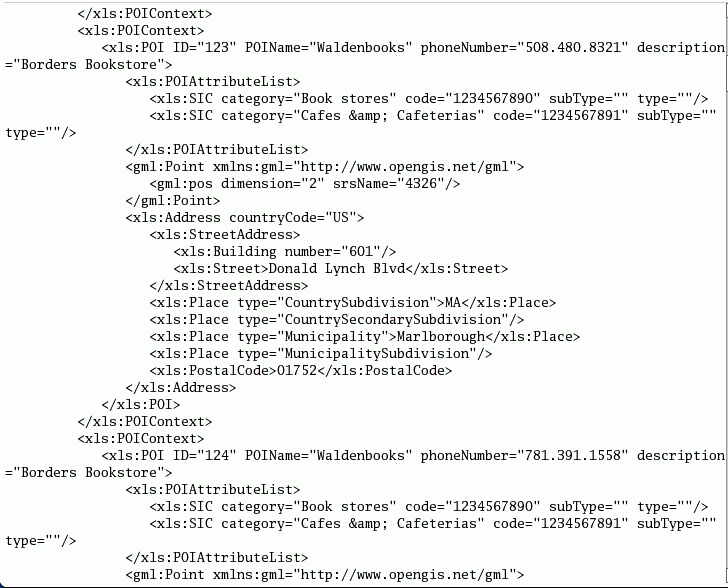 </xls:POIContext>
<xls:POIContext>
<xls:POI ID="123" POIName="Waldenbooks" phoneNumber="508.480.8321" description
="Borders Bookstore">
<xls:POIAttributeList>
<xls:SIC category="Book stores" code="1234567890" subType="" type=""/>
<xls:SIC category="Cafes &amp; Cafeterias" code="1234567891" subType=""
type=""/>
</xls:POIAttributeList>
<gml:Point xmlns:gml="http://www.opengis.net/gml">
<gml:pos dimension="2" srsName="4326"/>
</gml:Point>
<xls:Address countryCode="US">
<xls:StreetAddress>
<xls:Building number="601"/>
<xls:Street>Donald Lynch Blvd</xls:Street>
</xls:StreetAddress>
<xls:Place type="CountrySubdivision">MA</xls:Place>
<xls:Place type="CountrySecondarySubdivision"/>
<xls:Place type="Municipality">Marlborough</xls:Place>
<xls:Place type="MunicipalitySubdivision"/>
<xls:PostalCode>01752</xls:PostalCode>
</xls:Address>
</xls:POI>
</xls:POIContext>
<xls:POIContext>
<xls:POI ID="124" POIName="Waldenbooks" phoneNumber="781.391.1558" description
="Borders Bookstore">
<xls:POIAttributeList>
<xls:SIC category="Book stores" code="1234567890" subType="" type=""/>
<xls:SIC category="Cafes &amp; Cafeterias" code="1234567891" subType=""
type=""/>
</xls:POIAttributeList>
<gml:Point xmlns:gml="http://www.opengis.net/gml">